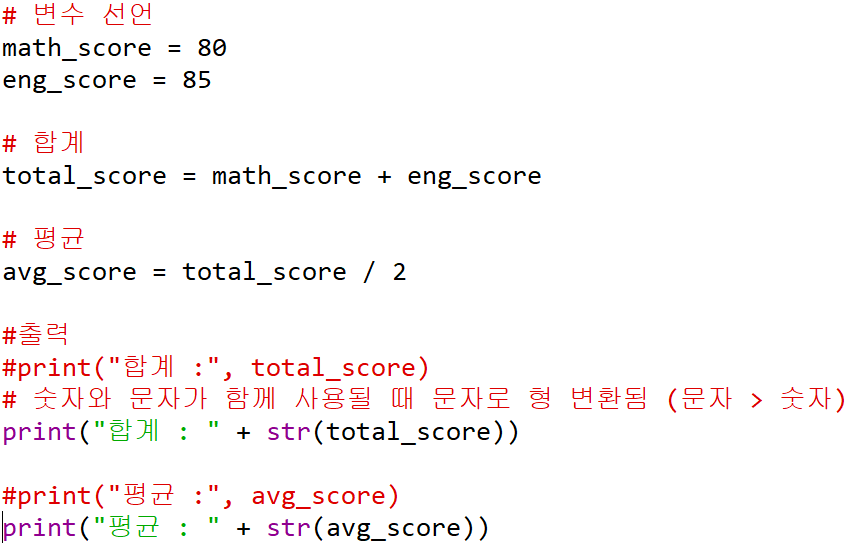 # 변수 선언
math_score = 80
eng_score = 85
# 합계
total_score = math_score + eng_score
# 평균
avg_score = total_score / 2
#출력
#print("합계 :", total_score)
# 숫자와 문자가 함께 사용될 때 문자로 형 변환됨 (문자 > 숫자)
print("합계 : " + str(total_score))
#print("평균 :", avg_score)
print("평균 : " + str(avg_score))